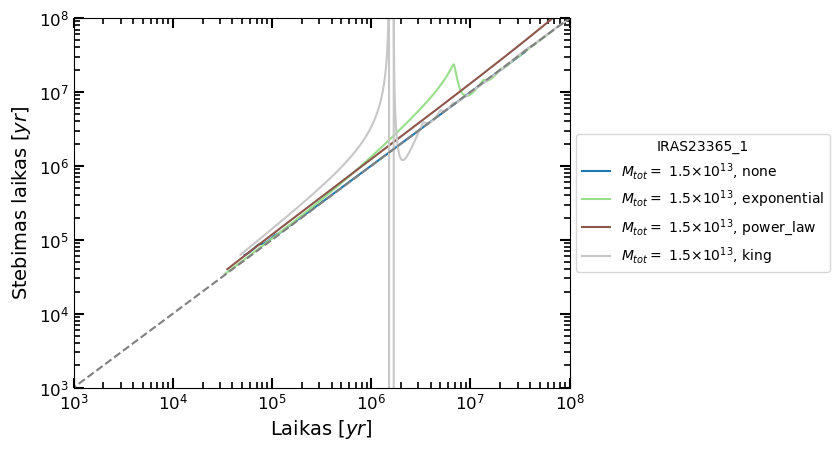 10^8
10^7
10^6
10^5
10^4
10^3
Stebimas laikas [yr]
10^3 10^4 10^5 10^6 10^7 10^8
Laikas [yr]
IRAS23365_1
M_tot = 1.5×10^13, none
M_tot = 1.5×10^13, exponential
M_tot = 1.5×10^13, power_law
M_tot = 1.5×10^13, king